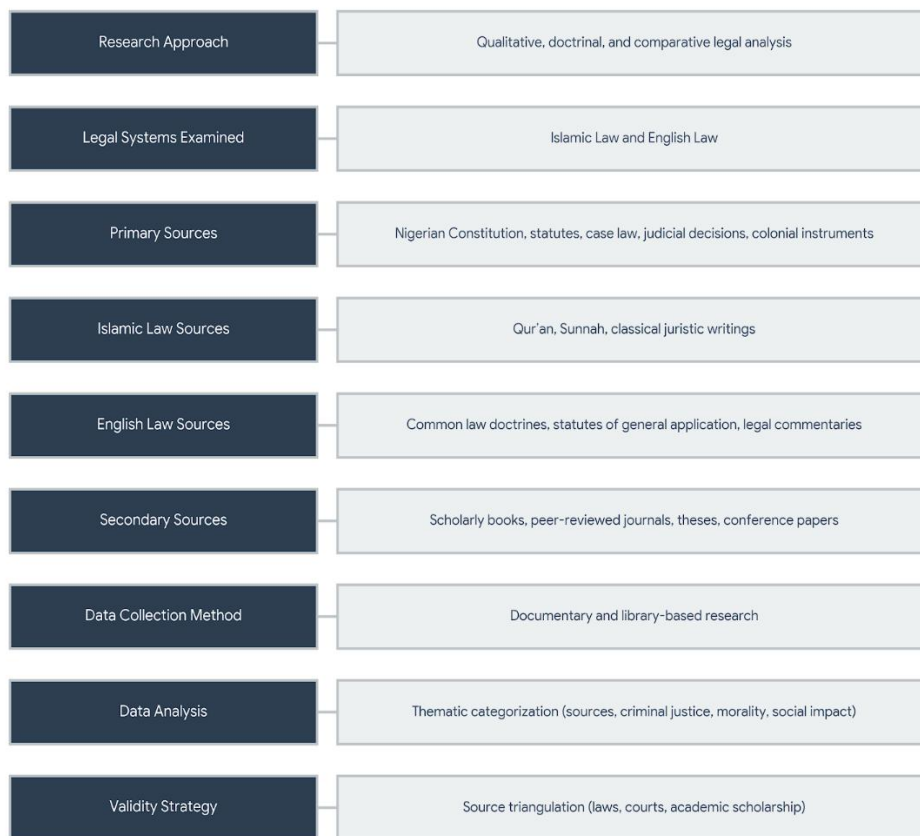 Research Approach
Qualitative, doctrinal, and comparative legal analysis
Legal Systems Examined
Islamic Law and English Law
Primary Sources
Nigerian Constitution, statutes, case law, judicial decisions, colonial instruments
Islamic Law Sources
Qur'an, Sunnah, classical juristic writings
English Law Sources
Common law doctrines, statutes of general application, legal commentaries
Secondary Sources
Scholarly books, peer-reviewed journals, theses, conference papers
Data Collection Method
Documentary and library-based research
Data Analysis
Thematic categorization (sources, criminal justice, morality, social impact)
Validity Strategy
Source triangulation (laws, courts, academic scholarship)